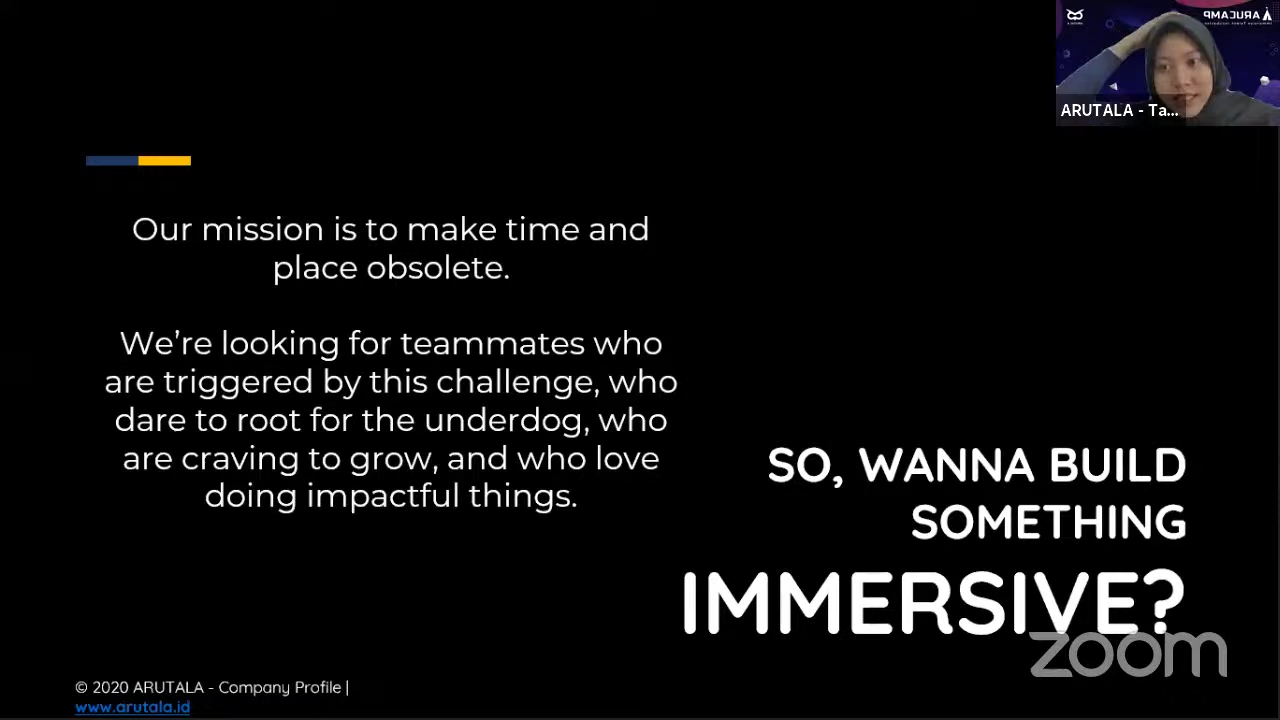 ARUCAMP
ARUTALA - Ta...
Our mission is to make time and
place obsolete.
We’re looking for teammates who
are triggered by this challenge, who
dare to root for the underdog, who
are craving to grow, and who love
doing impactful things.
SO, WANNA BUILD
SOMETHING
IMMERSIVE?
zoom
© 2020 ARUTALA - Company Profile |
www.arutala.id